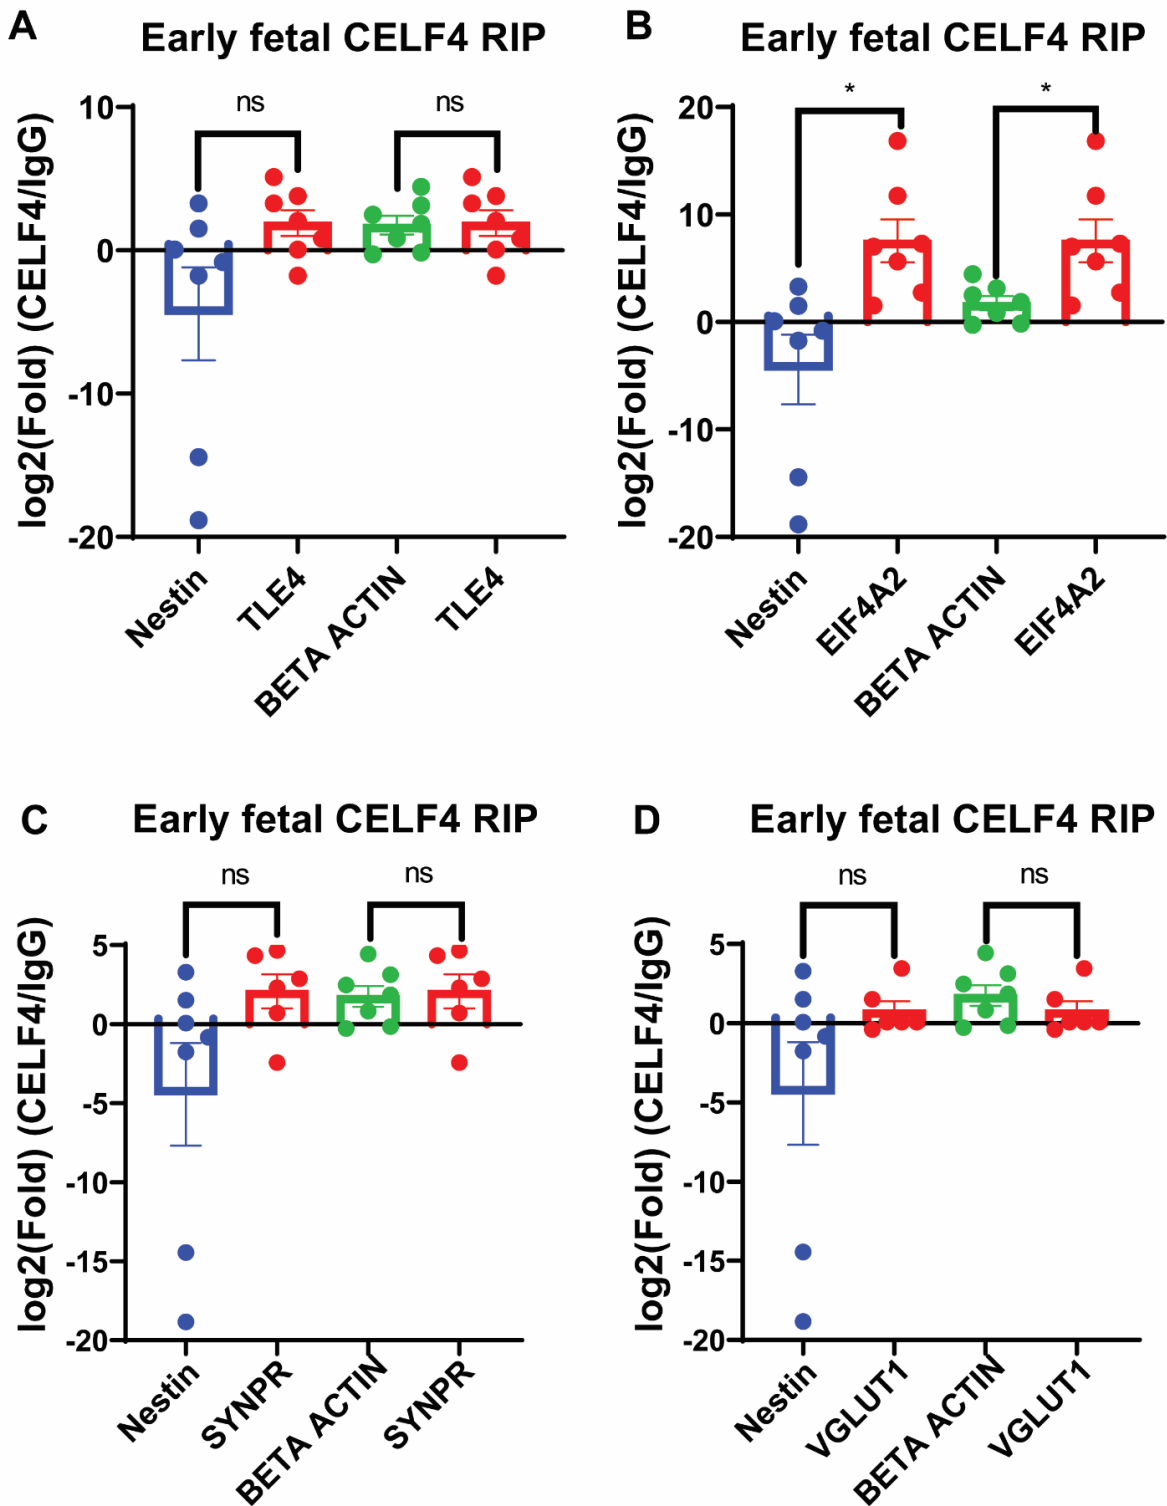 A
Early fetal CELF4 RIP
log2(Fold) (CELF4/IgG)
10
0
-10
-20
ns
ns
Nestin
TLE4
BETA ACTIN
TLE4
B
Early fetal CELF4 RIP
log2(Fold) (CELF4/IgG)
20
10
0
-10
-20
*
*
Nestin
EIF4A2
BETA ACTIN
EIF4A2
C
Early fetal CELF4 RIP
log2(Fold) (CELF4/IgG)
5
0
-5
-10
-15
-20
ns
ns
Nestin
SYNPR
BETA ACTIN
SYNPR
D
Early fetal CELF4 RIP
log2(Fold) (CELF4/IgG)
5
0
-5
-10
-15
-20
ns
ns
Nestin
VGLUT1
BETA ACTIN
VGLUT1